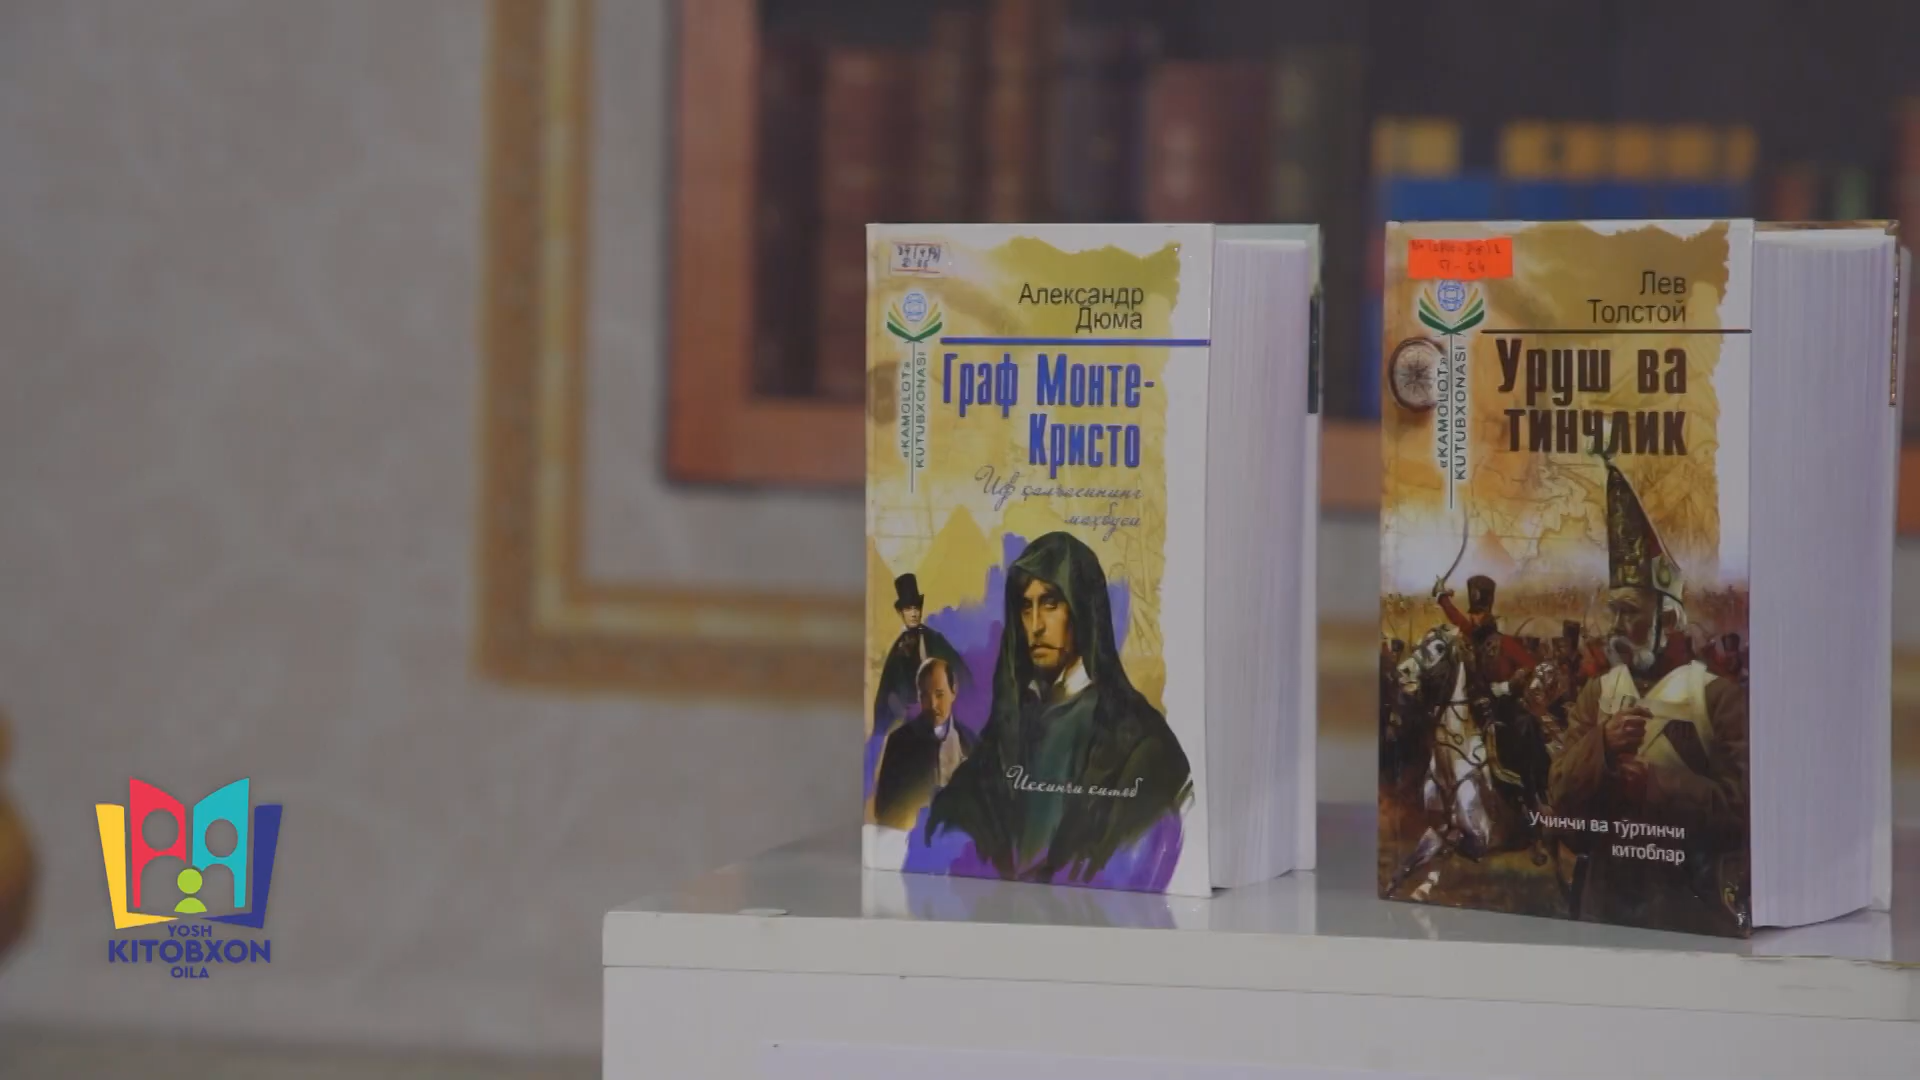 Александр
Дюма
Граф Монте-
Кристо
Иф қалъасининг
маҳбуси
Иккинчи китоб
«KAMOLOT»
KUTUBXONASI
Лев
Толстой
Уруш ва
тинчлик
Учинчи ва тўртинчи
китоблар
«KAMOLOT»
KUTUBXONASI
YOSH
KITOBXON
OILA